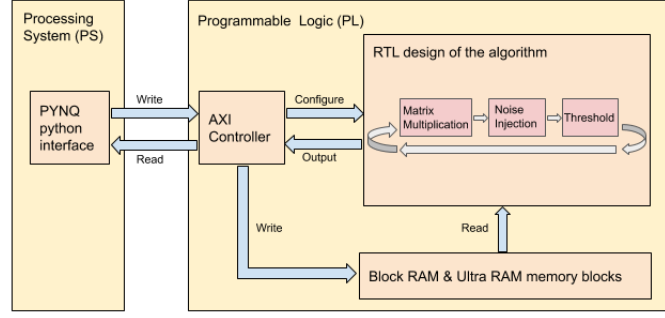 Processing
System (PS)
Programmable Logic (PL)
RTL design of the algorithm
PYNQ
python
interface
Write
Read
AXI
Controller
Configure
Output
Matrix
Multiplication
Noise
Injection
Threshold
Write
Read
Block RAM & Ultra RAM memory blocks